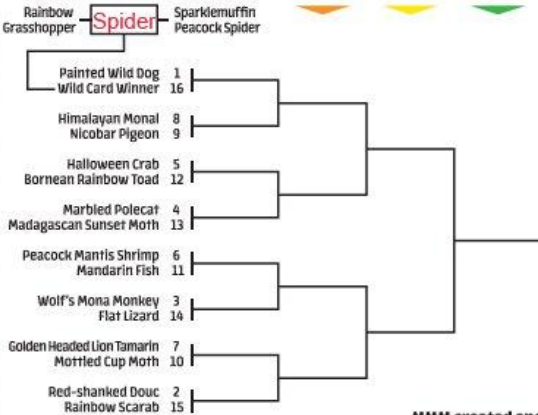 Rainbow Grasshopper
Spider
Sparklemuffin Peacock Spider
Painted Wild Dog 1
Wild Card Winner 16
Himalayan Monal 8
Nicobar Pigeon 9
Halloween Crab 5
Bornean Rainbow Toad 12
Marbled Polecat 4
Madagascan Sunset Moth 13
Peacock Mantis Shrimp 6
Mandarin Fish 11
Wolf's Mona Monkey 3
Flat Lizard 14
Golden Headed Lion Tamarin 7
Mottled Cup Moth 10
Red-shanked Douc 2
Rainbow Scarab 15